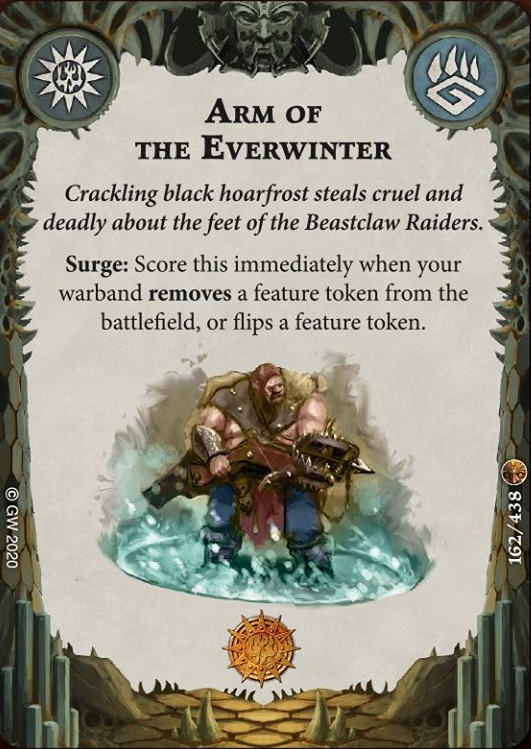 Arm of
the Everwinter
Crackling black hoarfrost steals cruel and
deadly about the feet of the Beastclaw Raiders.
Surge: Score this immediately when your
warband removes a feature token from the
battlefield, or flips a feature token.
© GW 2020
162/438